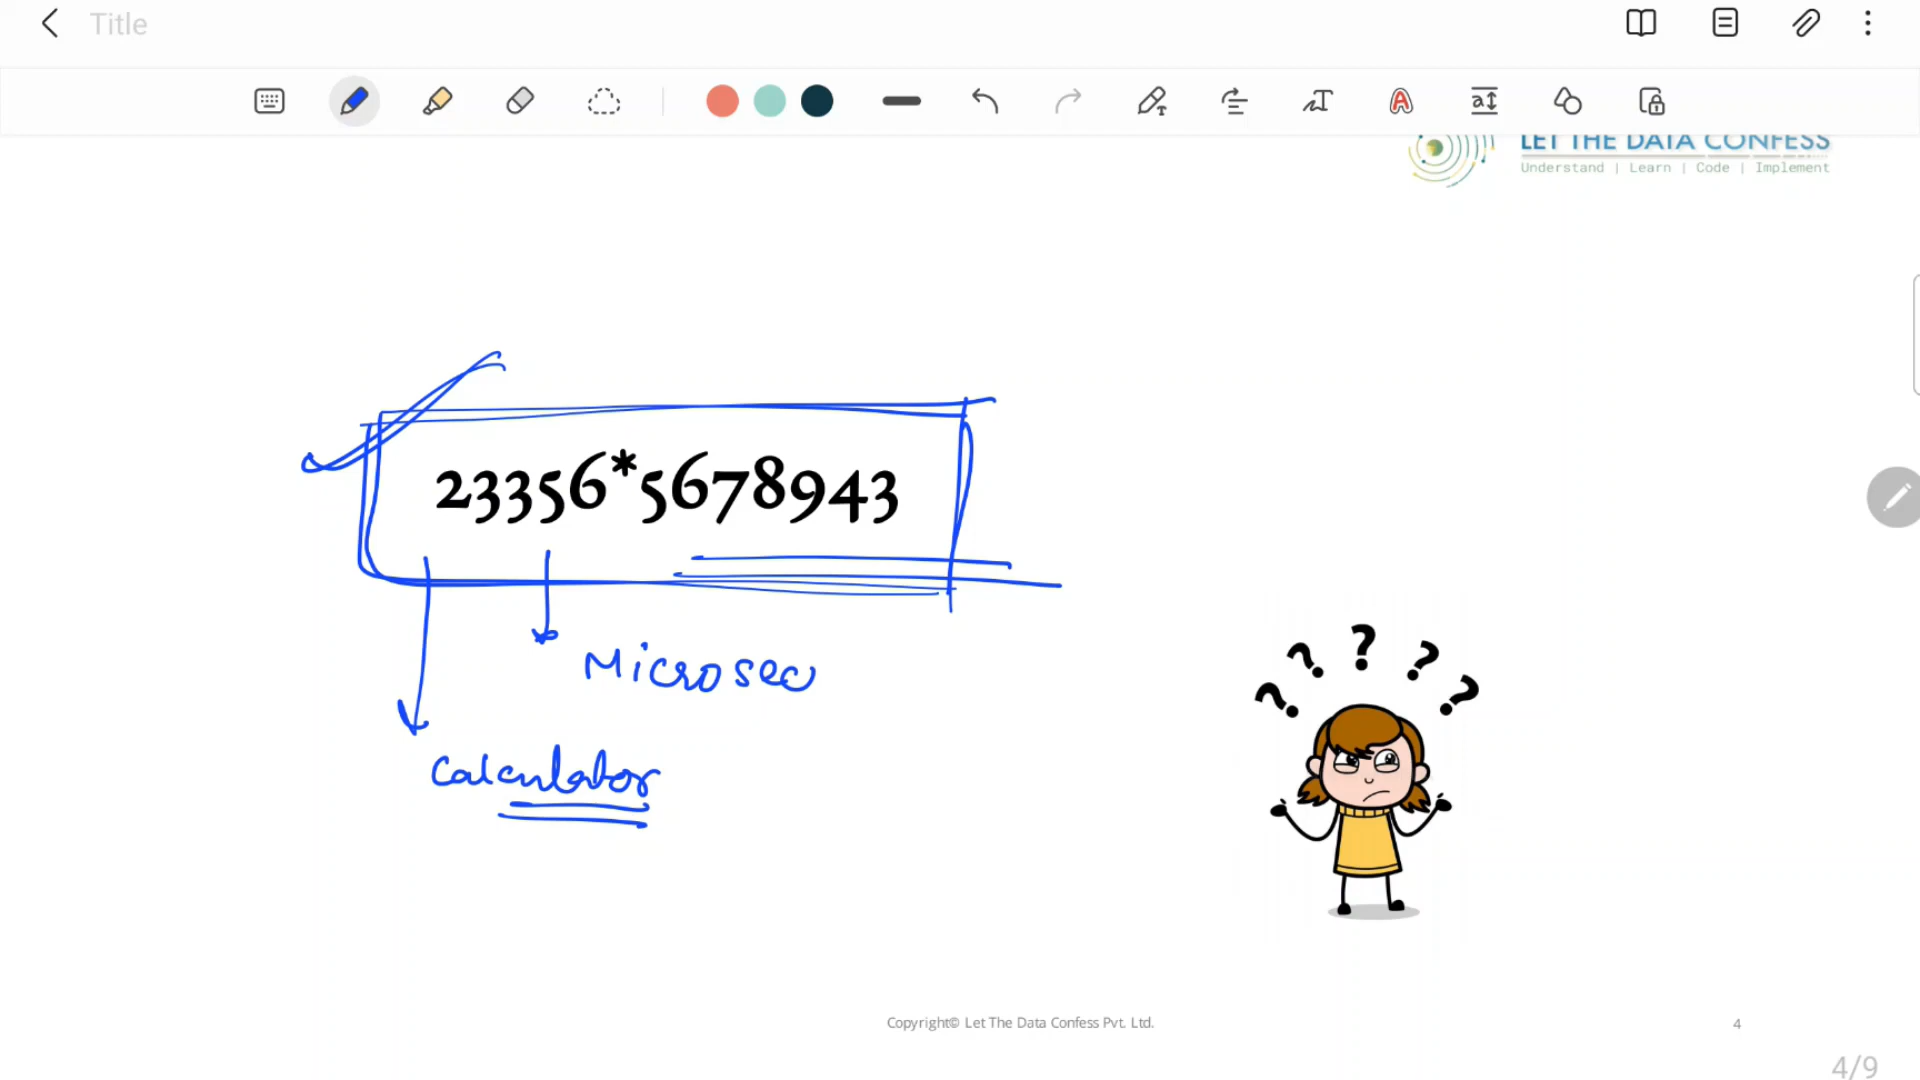 Title
LET THE DATA CONFESS
Understand | Learn | Code | Implement
23356*5678943
Microsec
Calculator
? ? ? ? ?
Copyright© Let The Data Confess Pvt. Ltd.
4
4/9